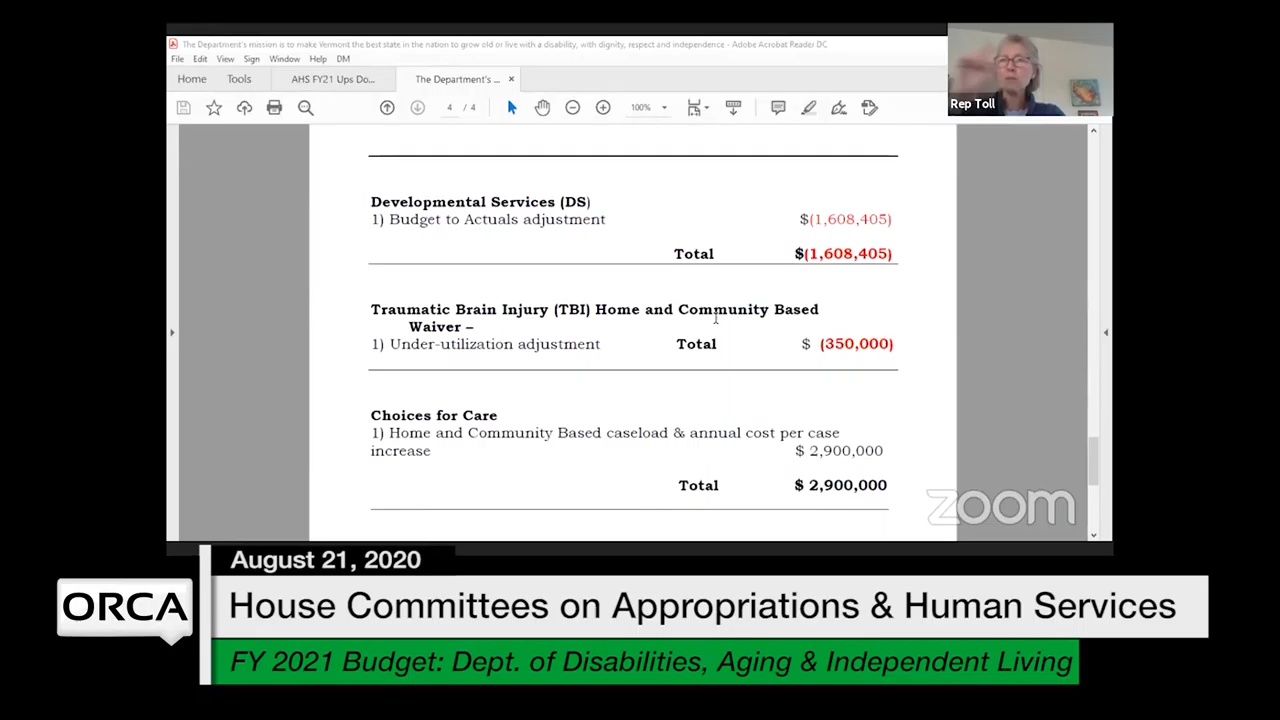 The Department's mission is to make Vermont the best state in the nation to grow old or live with a disability, with dignity, respect and independence - Adobe Acrobat Reader DC
File Edit View Sign Window Help DM
Home Tools AHS FY21 Ups Do... The Department's ... ×
4 / 4 100%
Rep Toll
Developmental Services (DS)
1) Budget to Actuals adjustment $(1,608,405)
Total $(1,608,405)
Traumatic Brain Injury (TBI) Home and Community Based
Waiver –
1) Under-utilization adjustment Total $ (350,000)
Choices for Care
1) Home and Community Based caseload & annual cost per case
increase $ 2,900,000
Total $ 2,900,000
zoom
August 21, 2020
ORCA
House Committees on Appropriations & Human Services
FY 2021 Budget: Dept. of Disabilities, Aging & Independent Living